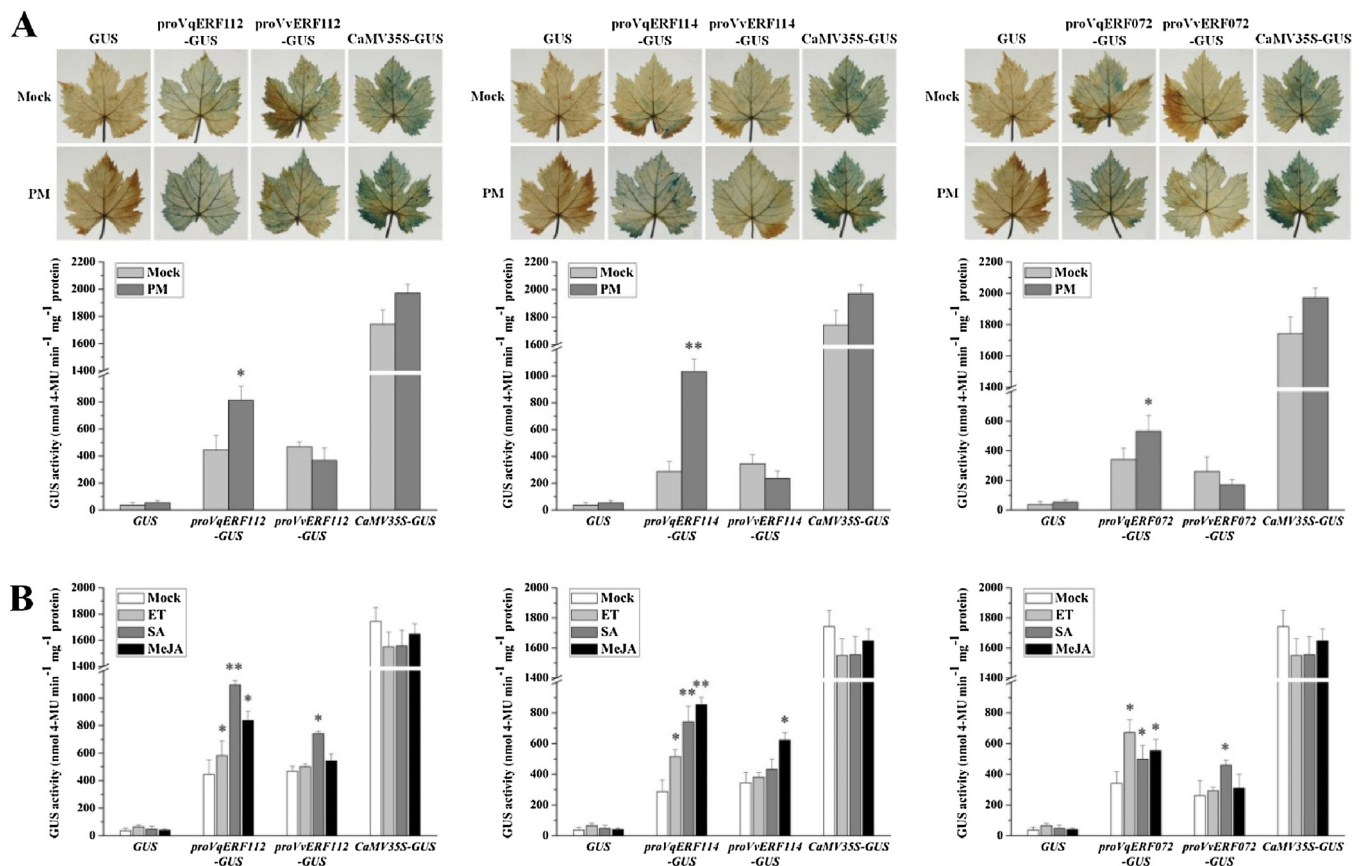 A
GUS
proVqERF112
-GUS
proVvERF112
-GUS
CaMV35S-GUS
Mock
PM
GUS activity (nmol 4-MU min⁻¹ mg⁻¹ protein)
2200
2000
1800
1600
1400
800
600
400
200
0
Mock
PM
*
GUS
proVqERF112
-GUS
proVvERF112
-GUS
CaMV35S-GUS
GUS
proVqERF114
-GUS
proVvERF114
-GUS
CaMV35S-GUS
Mock
PM
GUS activity (nmol 4-MU min⁻¹ mg⁻¹ protein)
2200
2000
1800
1600
1400
1000
800
600
400
200
0
Mock
PM
**
GUS
proVqERF114
-GUS
proVvERF114
-GUS
CaMV35S-GUS
GUS
proVqERF072
-GUS
proVvERF072
-GUS
CaMV35S-GUS
Mock
PM
GUS activity (nmol 4-MU min⁻¹ mg⁻¹ protein)
2200
2000
1800
1600
1400
600
400
200
0
Mock
PM
*
GUS
proVqERF072
-GUS
proVvERF072
-GUS
CaMV35S-GUS
B
GUS activity (nmol 4-MU min⁻¹ mg⁻¹ protein)
2000
1800
1600
1400
1000
800
600
400
200
0
Mock
ET
SA
MeJA
* ** * *
GUS
proVqERF112
-GUS
proVvERF112
-GUS
CaMV35S-GUS
GUS activity (nmol 4-MU min⁻¹ mg⁻¹ protein)
2000
1800
1600
1400
800
600
400
200
0
Mock
ET
SA
MeJA
* ** ** *
GUS
proVqERF114
-GUS
proVvERF114
-GUS
CaMV35S-GUS
GUS activity (nmol 4-MU min⁻¹ mg⁻¹ protein)
2000
1800
1600
1400
800
600
400
200
0
Mock
ET
SA
MeJA
* * * *
GUS
proVqERF072
-GUS
proVvERF072
-GUS
CaMV35S-GUS